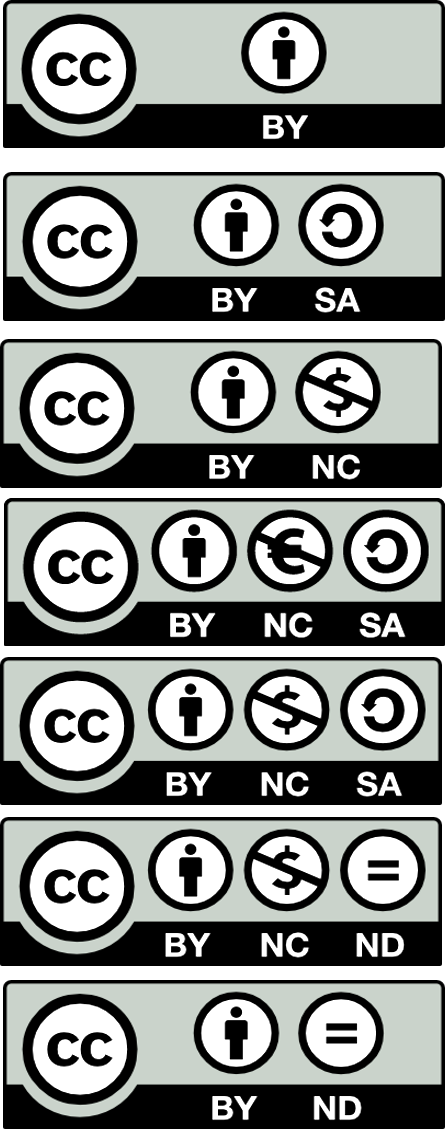 CC
BY
CC
BY SA
CC $
BY NC
CC €
BY NC SA
CC $
BY NC SA
CC $ =
BY NC ND
CC =
BY ND